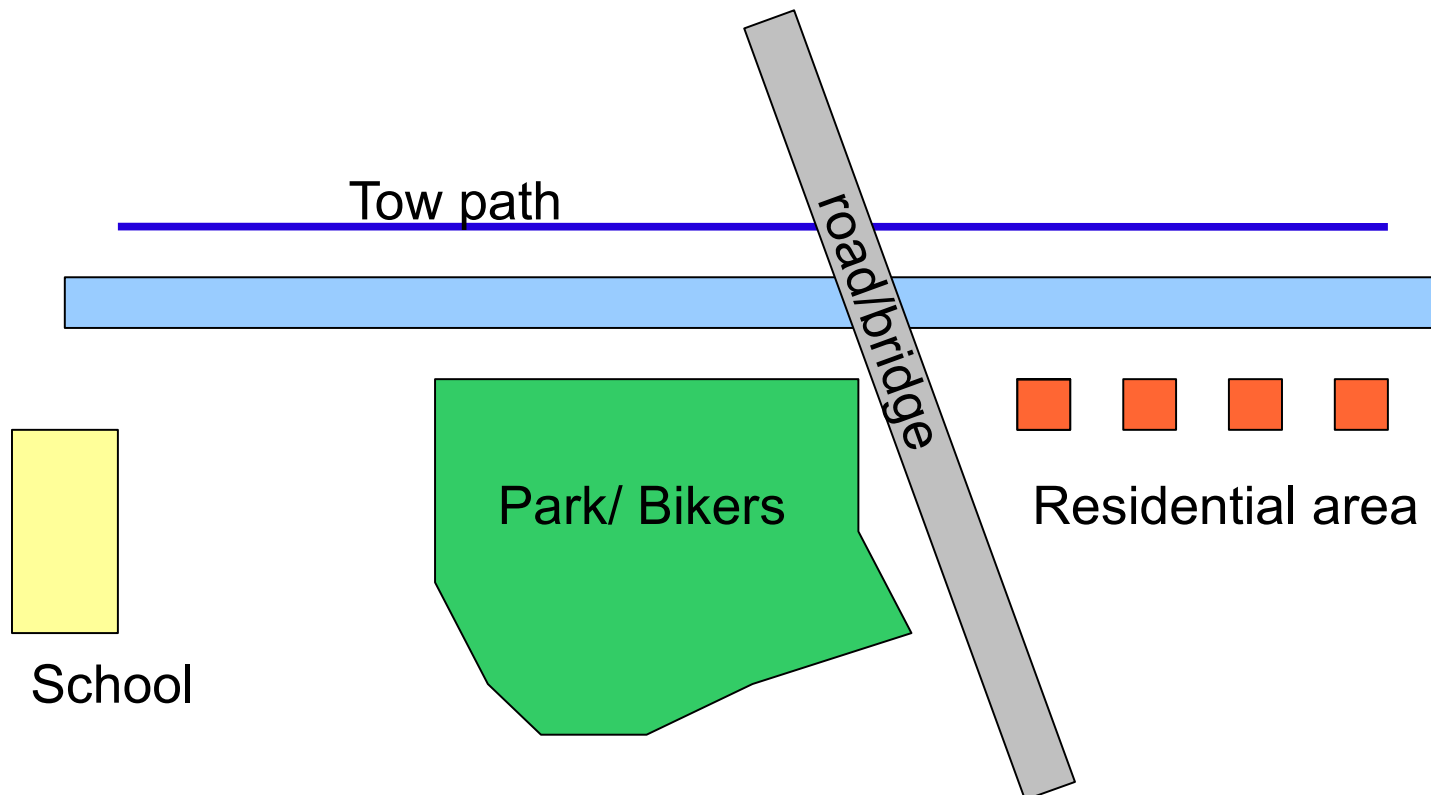 Tow path
road/bridge
Park/ Bikers
Residential area
School